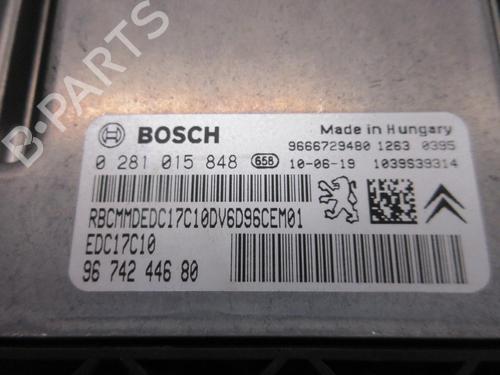 BOSCH
Made in Hungary
9666729480 1263 0395
0 281 015 848 G58 10-06-19 1039S39314
RBCMMDEDC17C10DV6D96CEM01
EDC17C10
96 742 446 80
B-PARTS